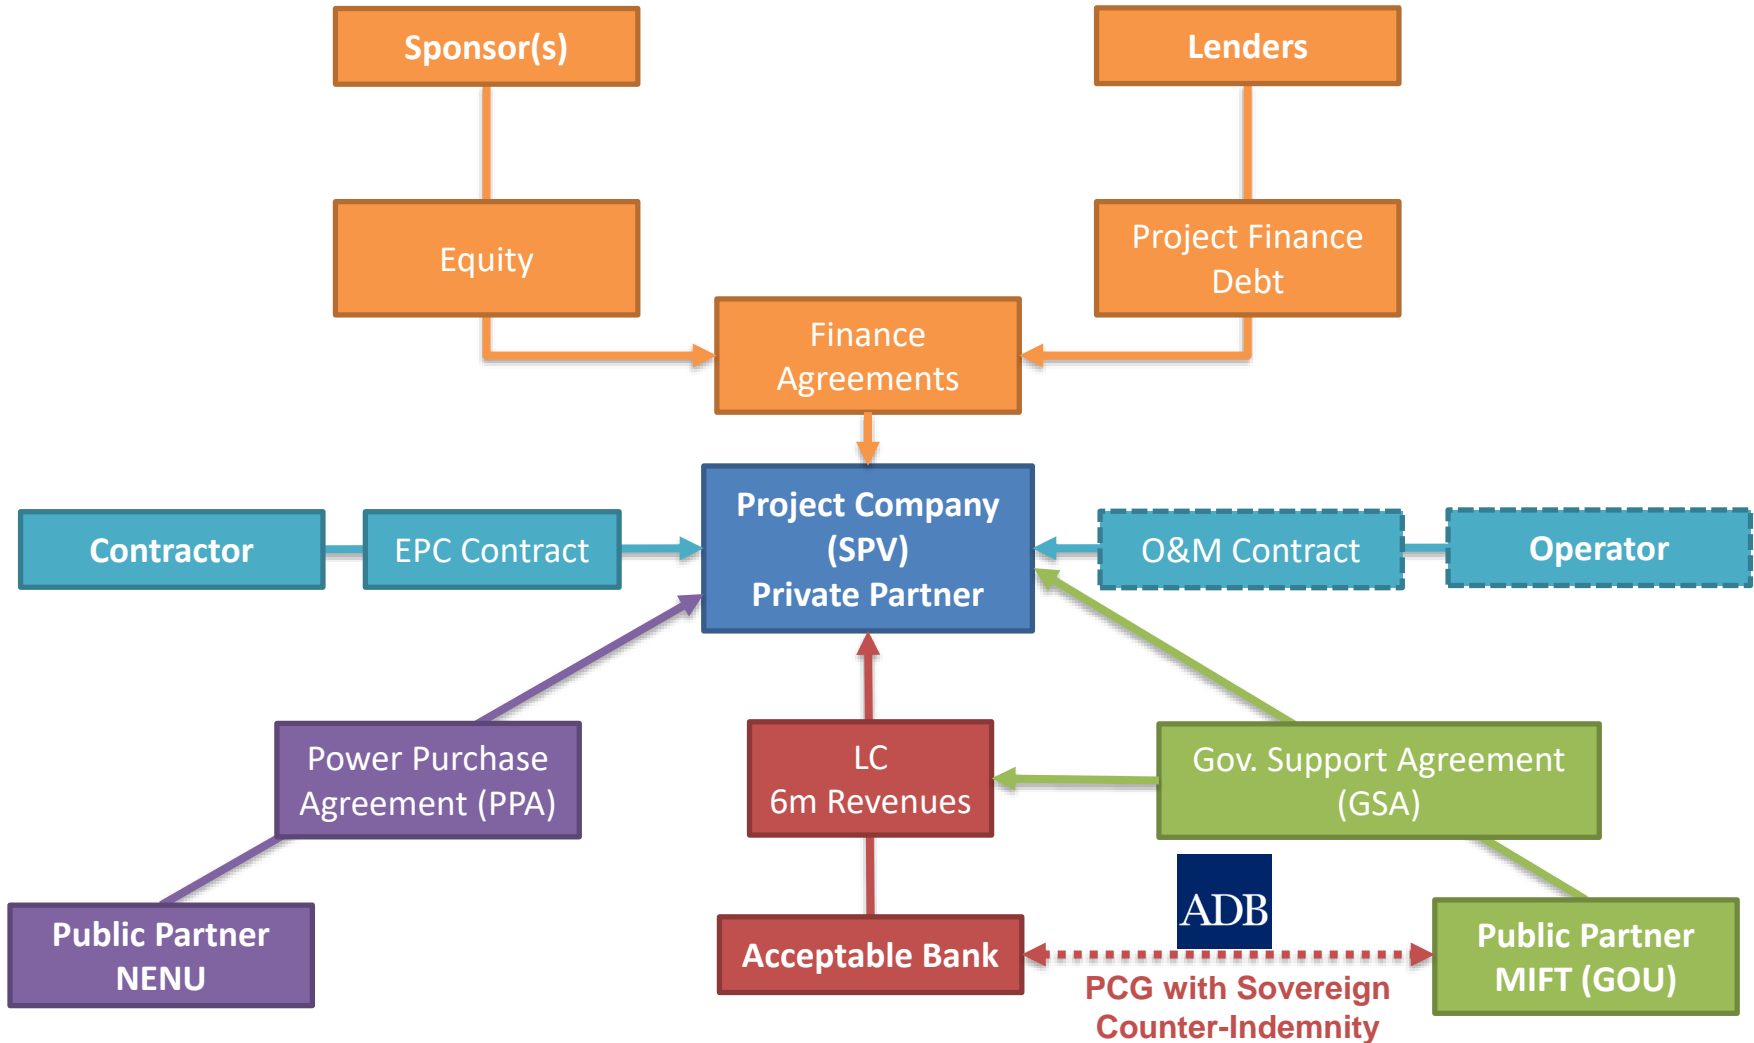 Sponsor(s)
Lenders
Equity
Project Finance
Debt
Finance
Agreements
Contractor
EPC Contract
Project Company
(SPV)
Private Partner
O&M Contract
Operator
Power Purchase
Agreement (PPA)
LC
6m Revenues
Gov. Support Agreement
(GSA)
ADB
Public Partner
NENU
Acceptable Bank
PCG with Sovereign
Counter-Indemnity
Public Partner
MIFT (GOU)